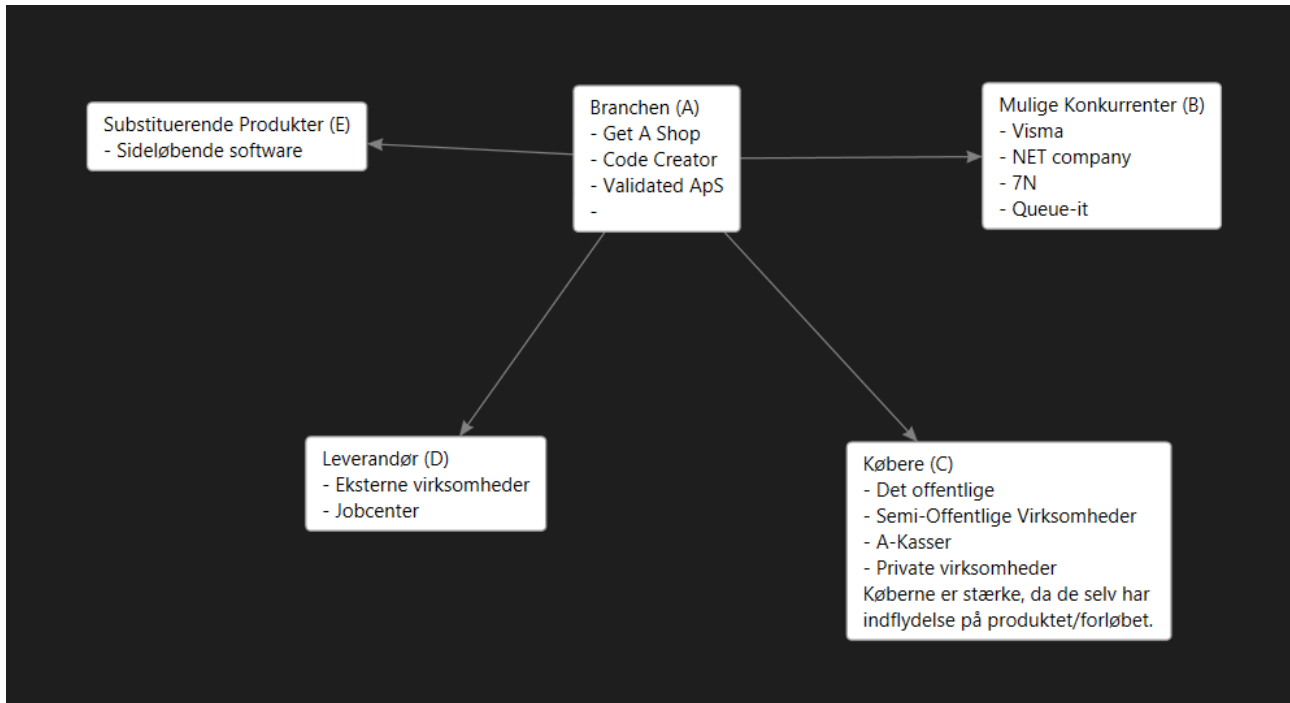 Substituerende Produkter (E)
- Sideløbende software
Branchen (A)
- Get A Shop
- Code Creator
- Validated ApS
-
Mulige Konkurrenter (B)
- Visma
- NET company
- 7N
- Queue-it
Leverandør (D)
- Eksterne virksomheder
- Jobcenter
Købere (C)
- Det offentlige
- Semi-Offentlige Virksomheder
- A-Kasser
- Private virksomheder
Køberne er stærke, da de selv har
indflydelse på produktet/forløbet.